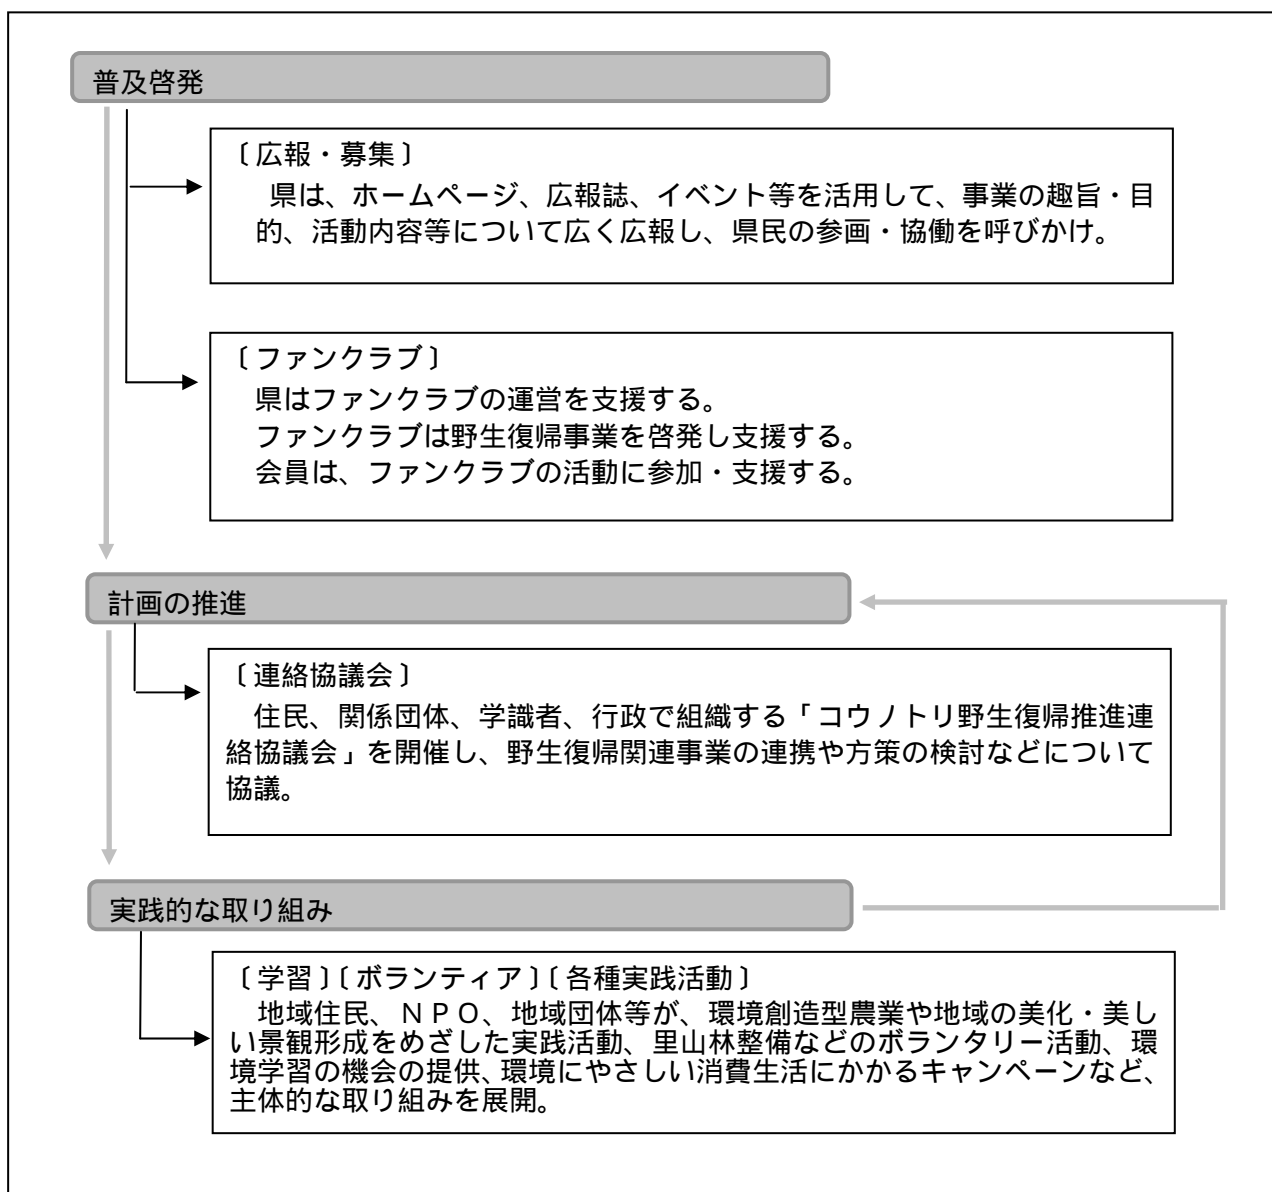 普及啓発
〔広報・募集〕
県は、ホームページ、広報誌、イベント等を活用して、事業の趣旨・目
的、活動内容等について広く広報し、県民の参画・協働を呼びかけ。
〔ファンクラブ〕
県はファンクラブの運営を支援する。
ファンクラブは野生復帰事業を啓発し支援する。
会員は、ファンクラブの活動に参加・支援する。
計画の推進
〔連絡協議会〕
住民、関係団体、学識者、行政で組織する「コウノトリ野生復帰推進連
絡協議会」を開催し、野生復帰関連事業の連携や方策の検討などについて
協議。
実践的な取り組み
〔学習〕〔ボランティア〕〔各種実践活動〕
地域住民、ＮＰＯ、地域団体等が、環境創造型農業や地域の美化・美し
い景観形成をめざした実践活動、里山林整備などのボランタリー活動、環
境学習の機会の提供、環境にやさしい消費生活にかかるキャンペーンなど、
主体的な取り組みを展開。